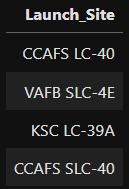 Launch_Site
CCAFS LC-40
VAFB SLC-4E
KSC LC-39A
CCAFS SLC-40